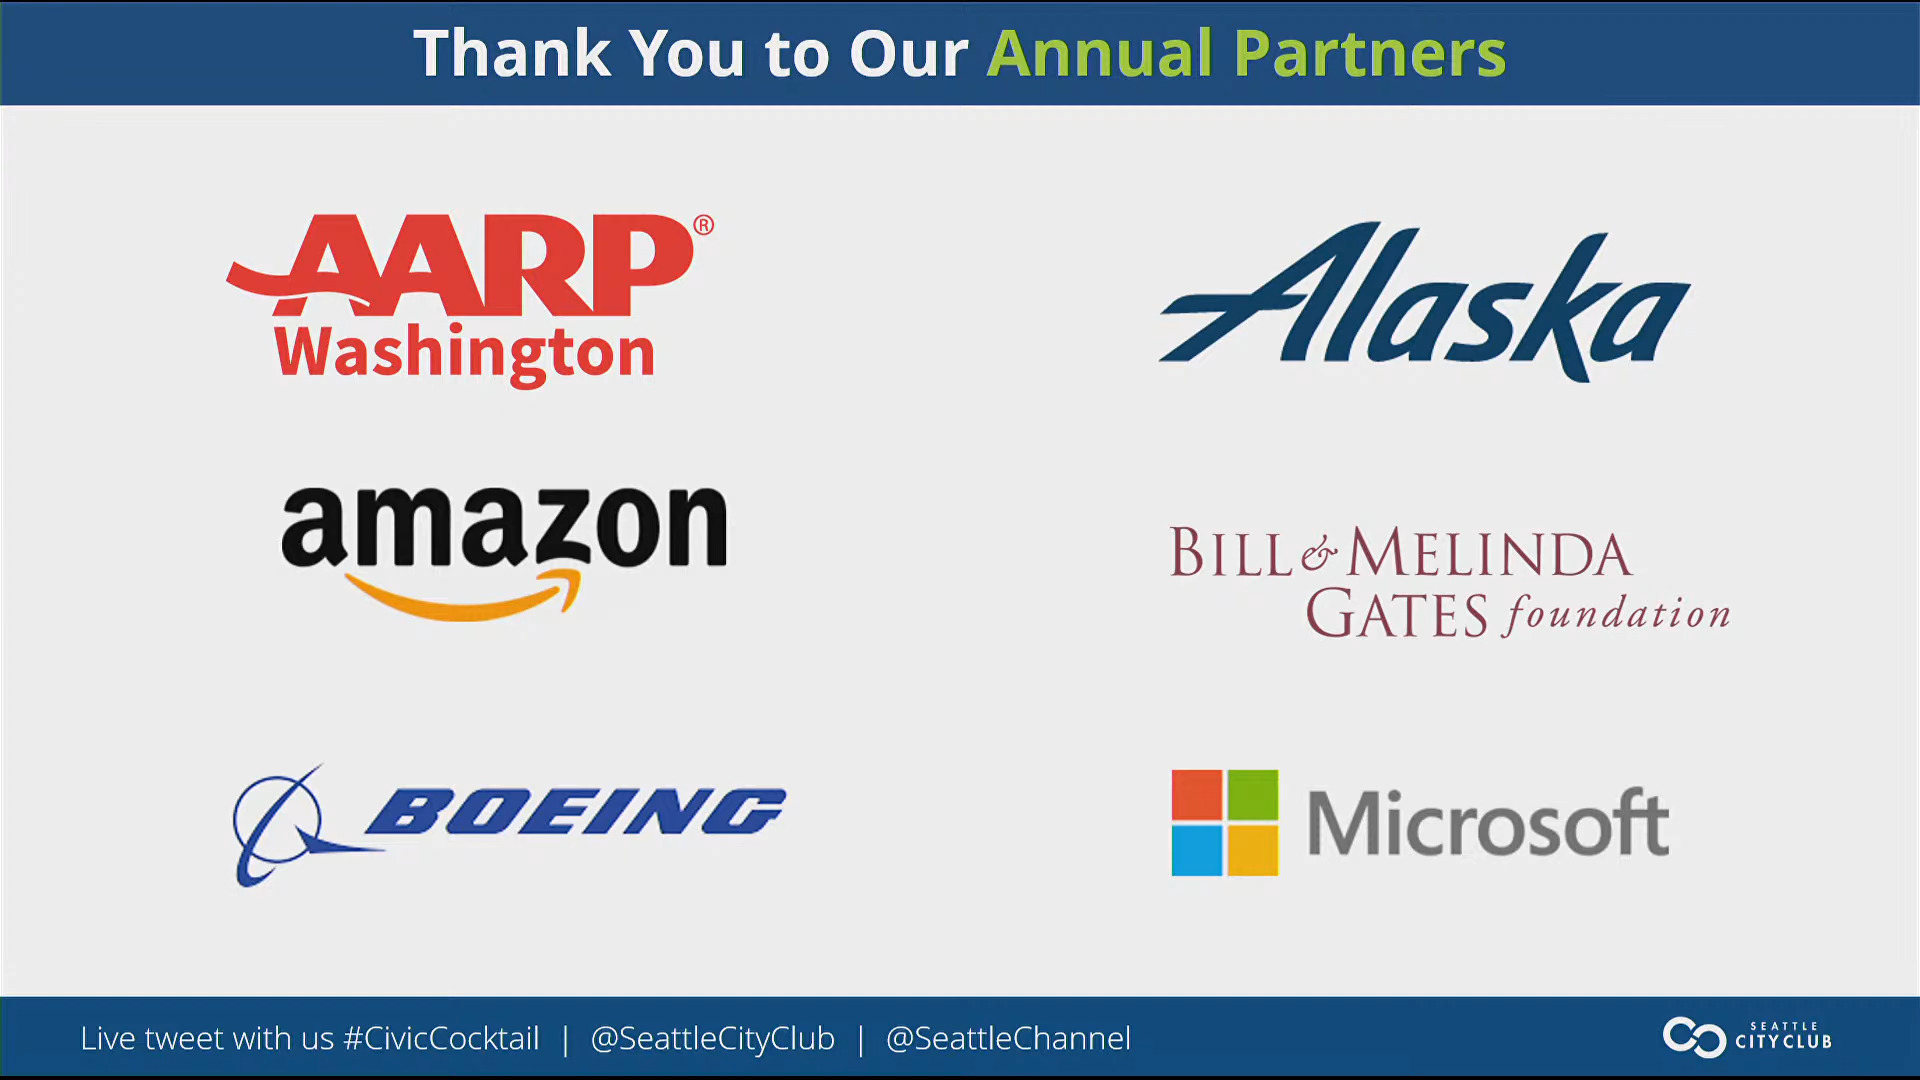 Thank You to Our Annual Partners
AARP®
Washington
Alaska
amazon
BILL & MELINDA
GATES foundation
BOEING
Microsoft
Live tweet with us #CivicCocktail | @SeattleCityClub | @SeattleChannel
SEATTLE
CITYCLUB